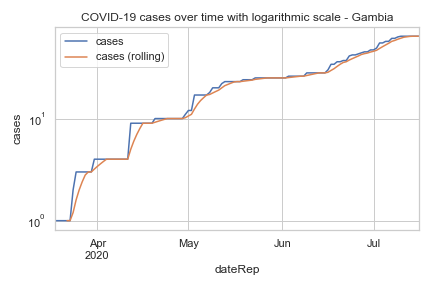 COVID-19 cases over time with logarithmic scale - Gambia
cases
cases (rolling)
cases
10¹
10⁰
Apr
2020
May
Jun
Jul
dateRep